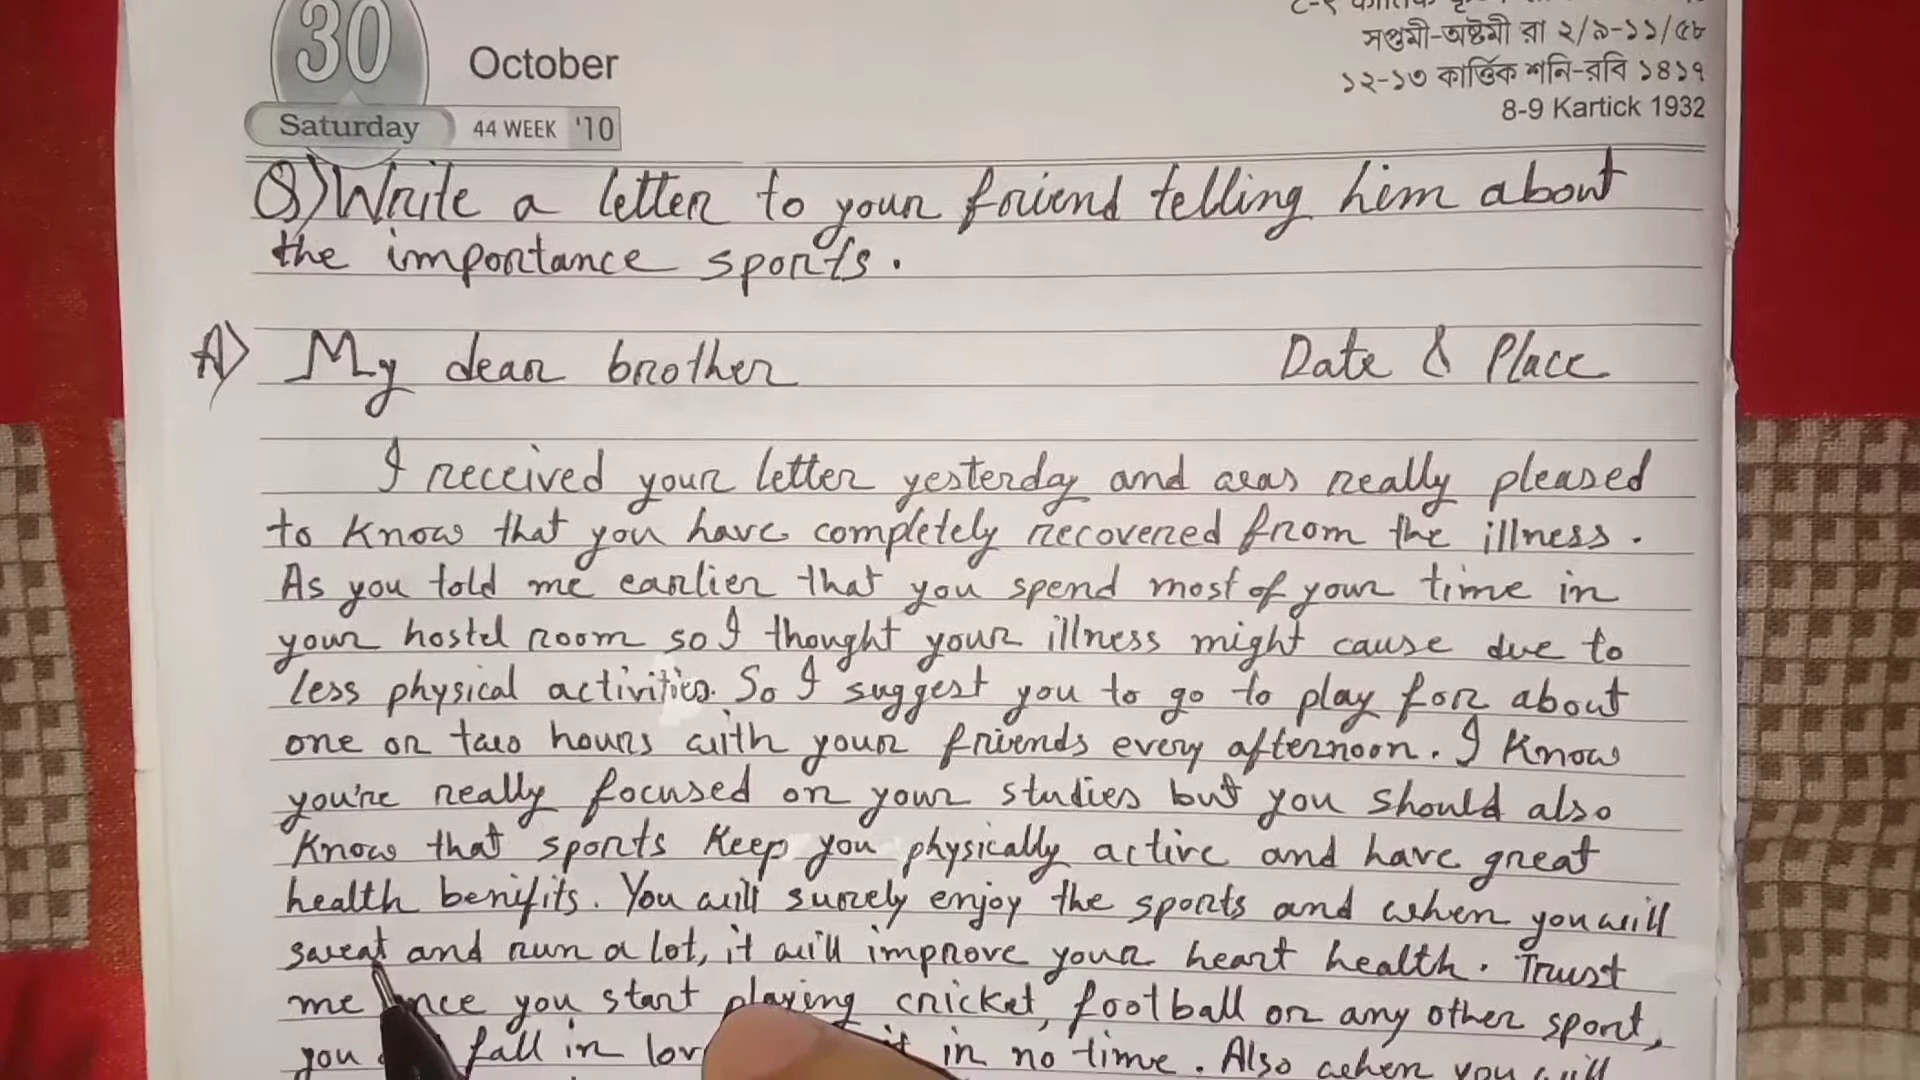 30
October
Saturday
44 WEEK '10
সপ্তমী-অষ্টমী রা ২/৯-১১/৫৮
১২-১৩ কার্ত্তিক শনি-রবি ১৪১৭
8-9 Kartick 1932
Q) Write a letter to your friend telling him about
the importance sports.
A) My dear brother
Date & Place
I received your letter yesterday and was really pleased
to know that you have completely recovered from the illness.
As you told me earlier that you spend most of your time in
your hostel room so I thought your illness might cause due to
less physical activities. So I suggest you to go to play for about
one or two hours with your friends every afternoon. I know
you're really focused on your studies but you should also
know that sports keep you physically active and have great
health benifits. You will surely enjoy the sports and when you will
sweat and run a lot, it will improve your heart health. Trust
me once you start playing cricket, football or any other sport,
you fall in it in no time. Also when you will